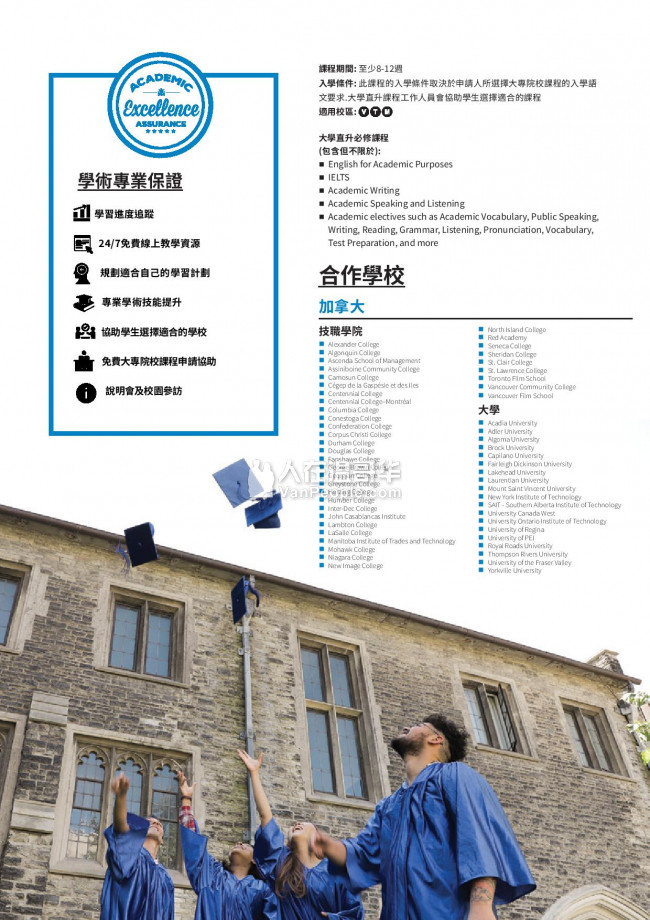 ACADEMIC
Excellence
ASSURANCE
學術專業保證
學習進度追蹤
24/7免費線上教學資源
規劃適合自己的學習計劃
專業學術技能提升
協助學生選擇適合的學校
免費大專院校課程申請協助
說明會及校園參訪
課程期間: 至少8-12週
入學條件: 此課程的入學條件取決於申請人所選擇大專院校課程的入學語
文要求,大學直升課程工作人員會協助學生選擇適合的課程
適用校區: V T M
大學直升必修課程
(包含但不限於):
English for Academic Purposes
IELTS
Academic Writing
Academic Speaking and Listening
Academic electives such as Academic Vocabulary, Public Speaking,
Writing, Reading, Grammar, Listening, Pronunciation, Vocabulary,
Test Preparation, and more
合作學校
加拿大
技職學院
Alexander College
Algonquin College
Ascenda School of Management
Assiniboine Community College
Camosun College
Cégep de la Gaspésie et des Iles
Centennial College
Centennial College–Montréal
Columbia College
Conestoga College
Confederation College
Corpus Christi College
Durham College
Douglas College
Fanshawe College
Humber College
Inter-Dec College
John Casablancas Institute
Lambton College
LaSalle College
Manitoba Institute of Trades and Technology
Mohawk College
Niagara College
New Image College
North Island College
Red Academy
Seneca College
Sheridan College
St. Clair College
St. Lawrence College
Toronto Film School
Vancouver Community College
Vancouver Film School
大學
Acadia University
Adler University
Algoma University
Brock University
Capilano University
Fairleigh Dickinson University
Lakehead University
Laurentian University
Mount Saint Vincent University
New York Institute of Technology
SAIT – Southern Alberta Institute of Technology
University Canada West
University Ontario Institute of Technology
University of Regina
University of PEI
Royal Roads University
Thompson Rivers University
University of the Fraser Valley
Yorkville University
人在温哥华
VanPeople.com